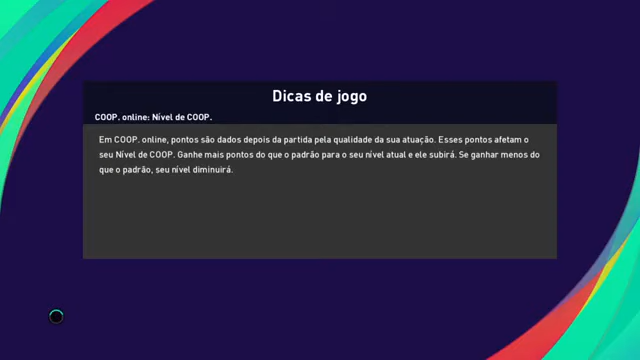 Dicas de jogo
COOP. online: Nível de COOP.
Em COOP. online, pontos são dados depois da partida pela qualidade da sua atuação. Esses pontos afetam o
seu Nível de COOP. Ganhe mais pontos do que o padrão para o seu nível atual e ele subirá. Se ganhar menos do
que o padrão, seu nível diminuirá.